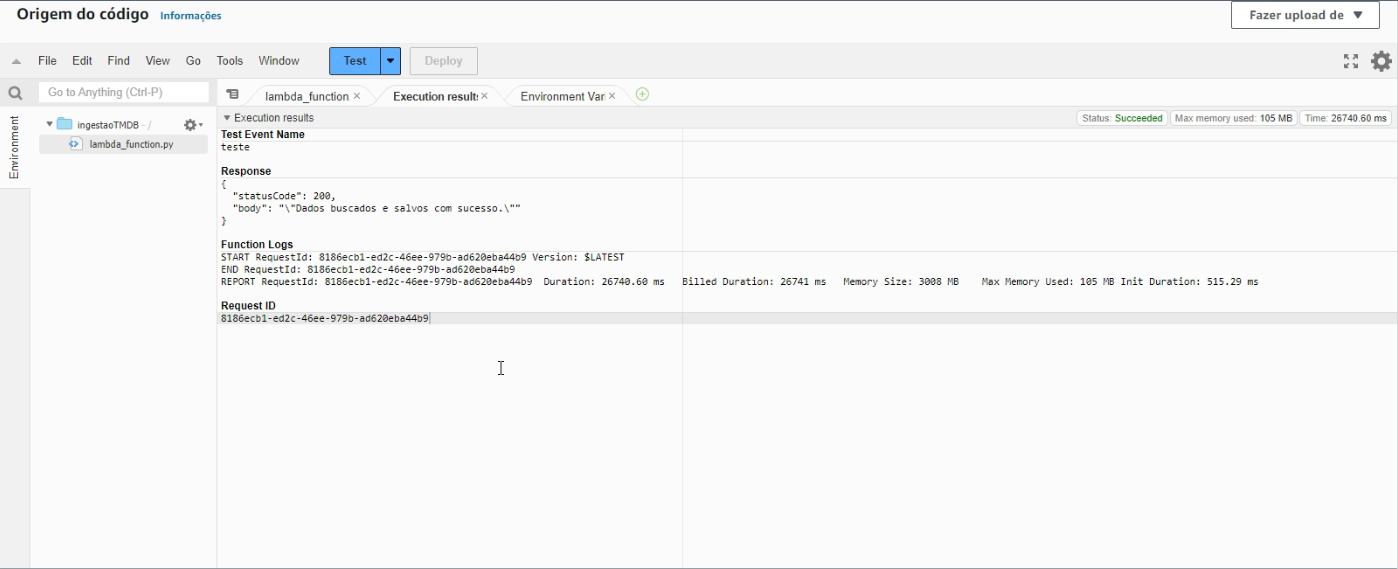 Origem do código Informações
Fazer upload de
File Edit Find View Go Tools Window Test Deploy
Go to Anything (Ctrl-P)
lambda_function Execution results Environment Var
Environment
ingestaoTMDB - /
lambda_function.py
Execution results
Status: Succeeded Max memory used: 105 MB Time: 26740.60 ms
Test Event Name
teste
Response
{
"statusCode": 200,
"body": "\"Dados buscados e salvos com sucesso.\""
}
Function Logs
START RequestId: 8186ecb1-ed2c-46ee-979b-ad620eba44b9 Version: $LATEST
END RequestId: 8186ecb1-ed2c-46ee-979b-ad620eba44b9
REPORT RequestId: 8186ecb1-ed2c-46ee-979b-ad620eba44b9 Duration: 26740.60 ms Billed Duration: 26741 ms Memory Size: 3008 MB Max Memory Used: 105 MB Init Duration: 515.29 ms
Request ID
8186ecb1-ed2c-46ee-979b-ad620eba44b9